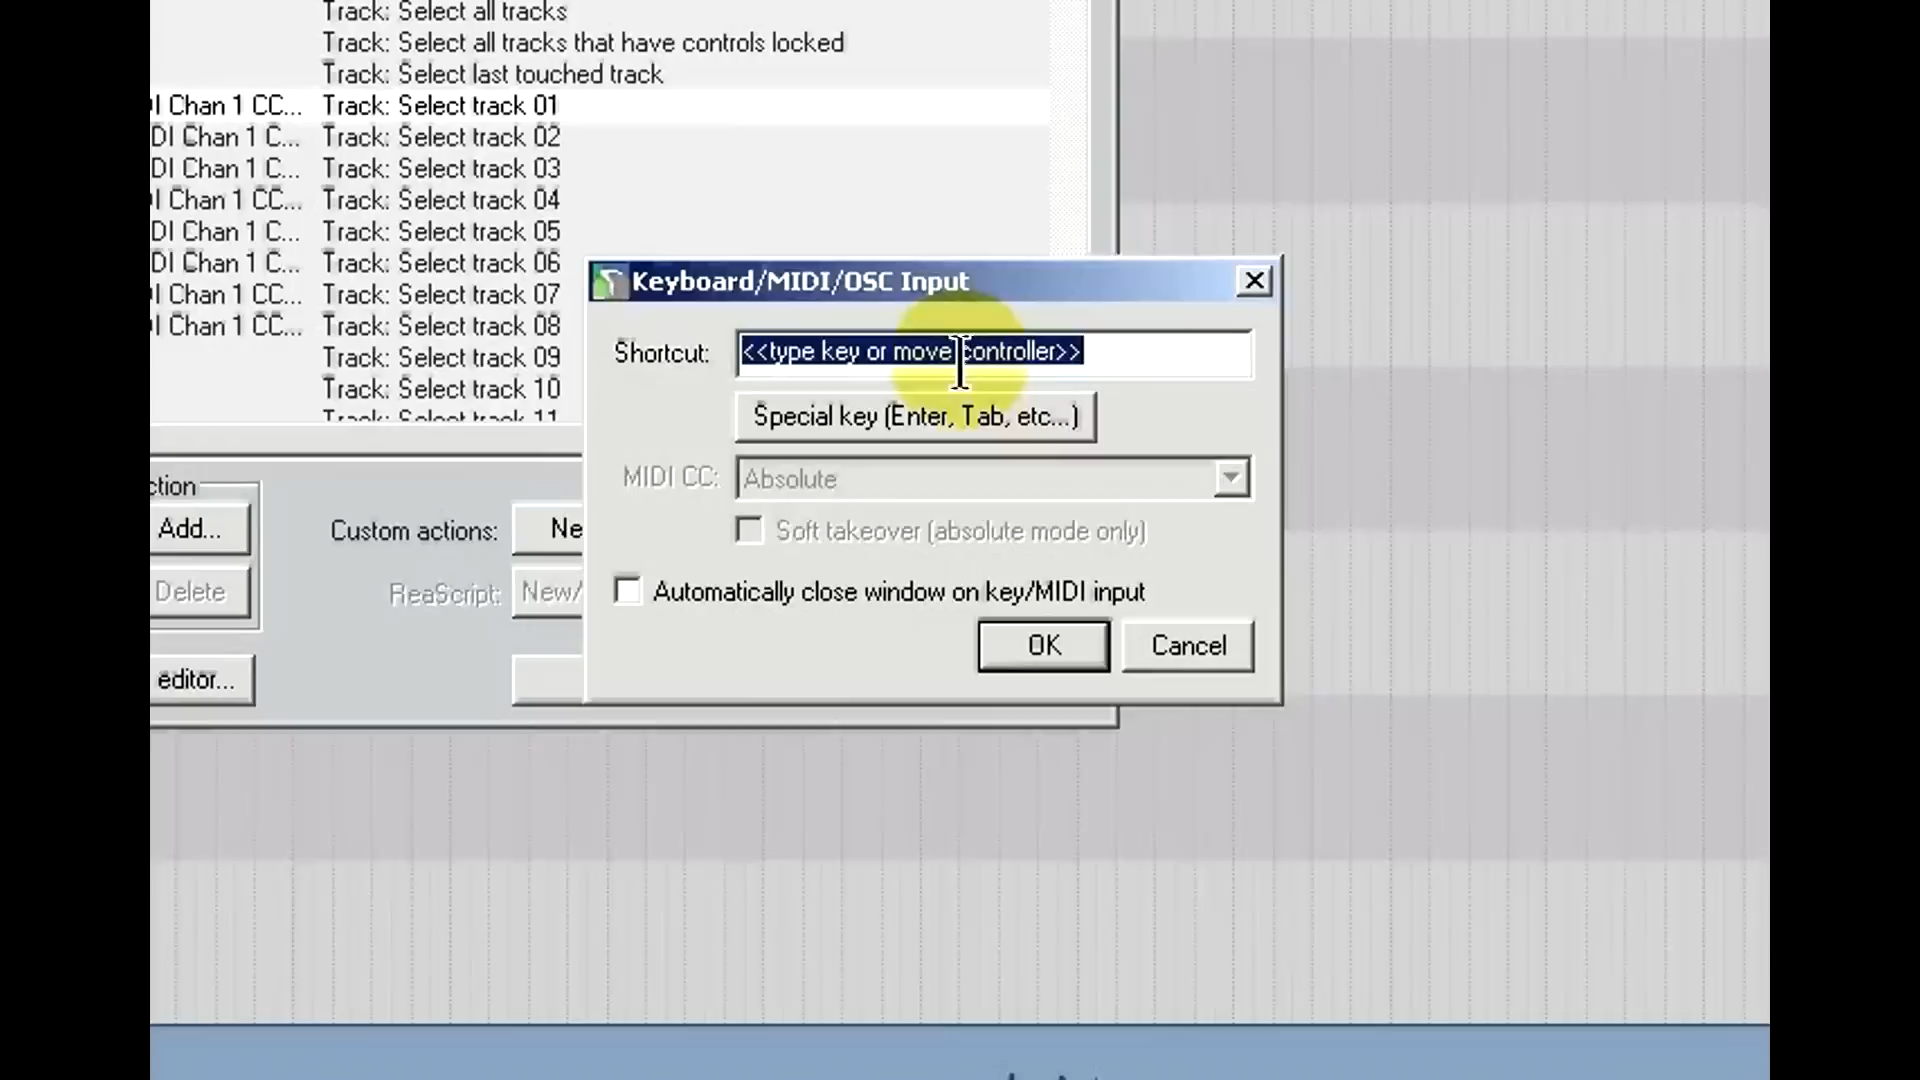 Track: Select all tracks
Track: Select all tracks that have controls locked
Track: Select last touched track
I Chan 1 CC... Track: Select track 01
DI Chan 1 C... Track: Select track 02
DI Chan 1 C... Track: Select track 03
I Chan 1 CC... Track: Select track 04
DI Chan 1 C... Track: Select track 05
DI Chan 1 C... Track: Select track 06
I Chan 1 CC... Track: Select track 07
I Chan 1 CC... Track: Select track 08
Track: Select track 09
Track: Select track 10
Track: Select track 11
Keyboard/MIDI/OSC Input
Shortcut: <<type key or move controller>>
Special key (Enter, Tab, etc...)
MIDI CC: Absolute
Soft takeover (absolute mode only)
Automatically close window on key/MIDI input
OK Cancel
ction
Add... Custom actions: Ne
Delete ReaScript: New/
editor...